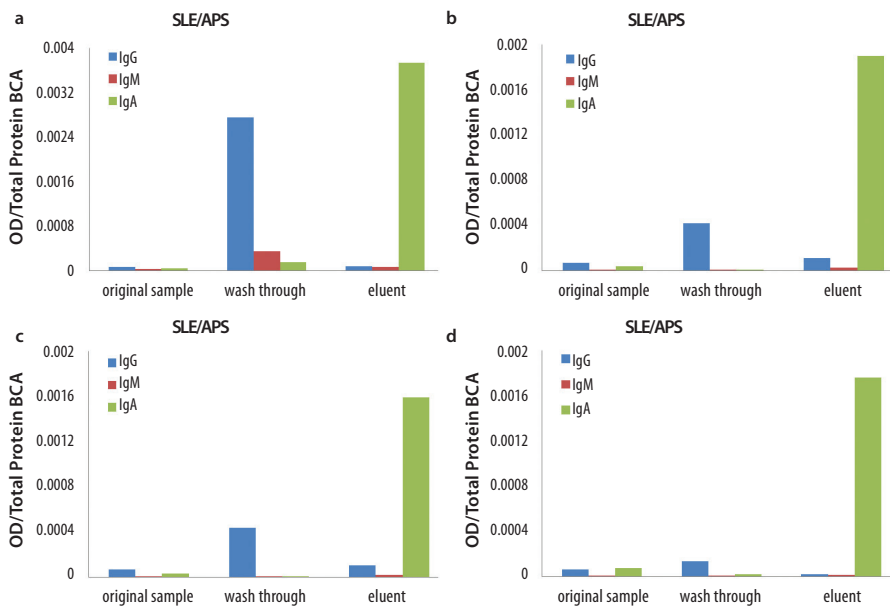 a
SLE/APS
OD/Total Protein BCA
0.004
0.0032
0.0024
0.0016
0.0008
0
IgG
IgM
IgA
original sample
wash through
eluent
b
SLE/APS
OD/Total Protein BCA
0.002
0.0016
0.0012
0.0008
0.0004
0
IgG
IgM
IgA
original sample
wash through
eluent
c
SLE/APS
OD/Total Protein BCA
0.002
0.0016
0.0012
0.0008
0.0004
0
IgG
IgM
IgA
original sample
wash through
eluent
d
SLE/APS
OD/Total Protein BCA
0.002
0.0016
0.0012
0.0008
0.0004
0
IgG
IgM
IgA
original sample
wash through
eluent